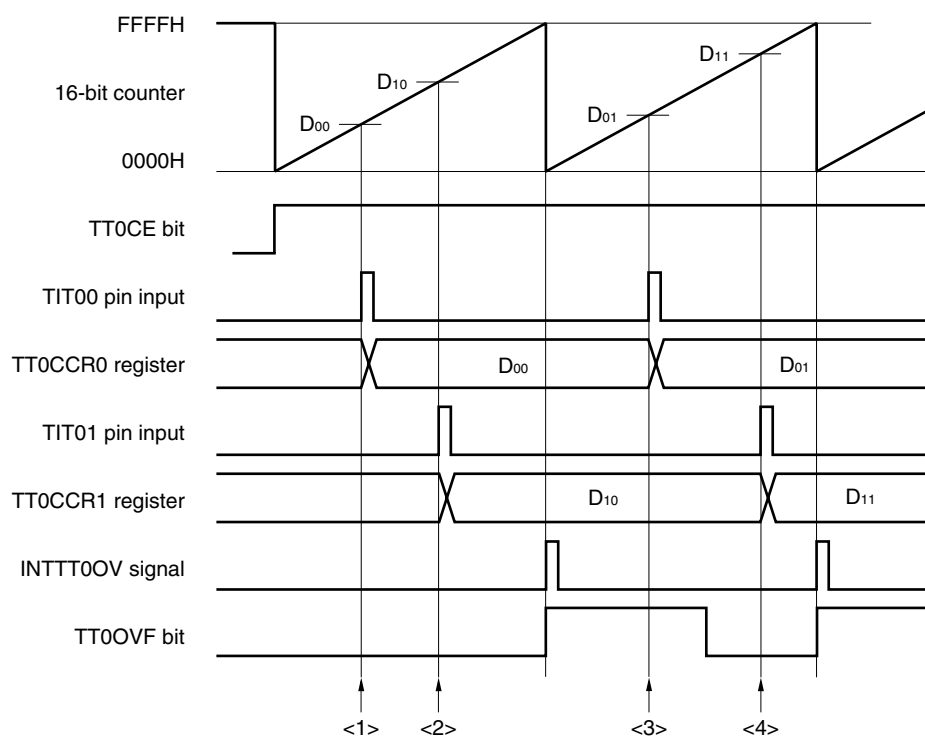 FFFFH
D11
D10
16-bit counter
D00
D01
0000H
TT0CE bit
TIT00 pin input
TT0CCR0 register
D00
D01
TIT01 pin input
TT0CCR1 register
D10
D11
INTTT0OV signal
TT0OVF bit
<1> <2> <3> <4>